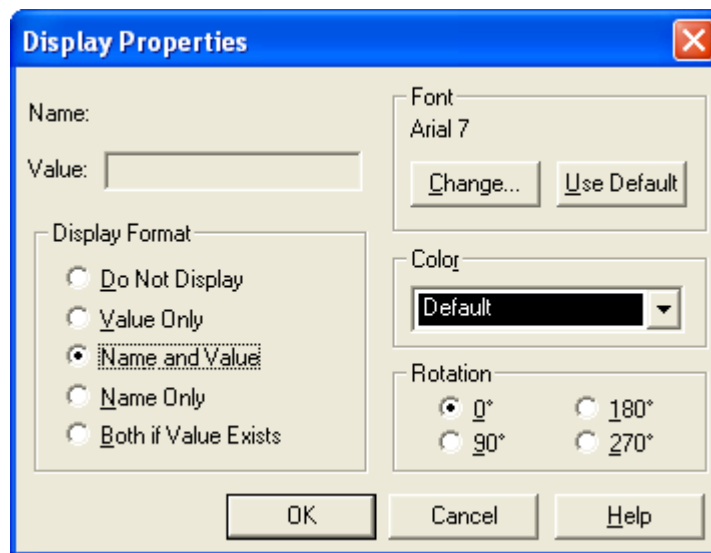 Display Properties
Name:
Value:
Display Format
Do Not Display
Value Only
Name and Value
Name Only
Both if Value Exists
Font
Arial 7
Change... Use Default
Color
Default
Rotation
0° 180°
90° 270°
OK Cancel Help